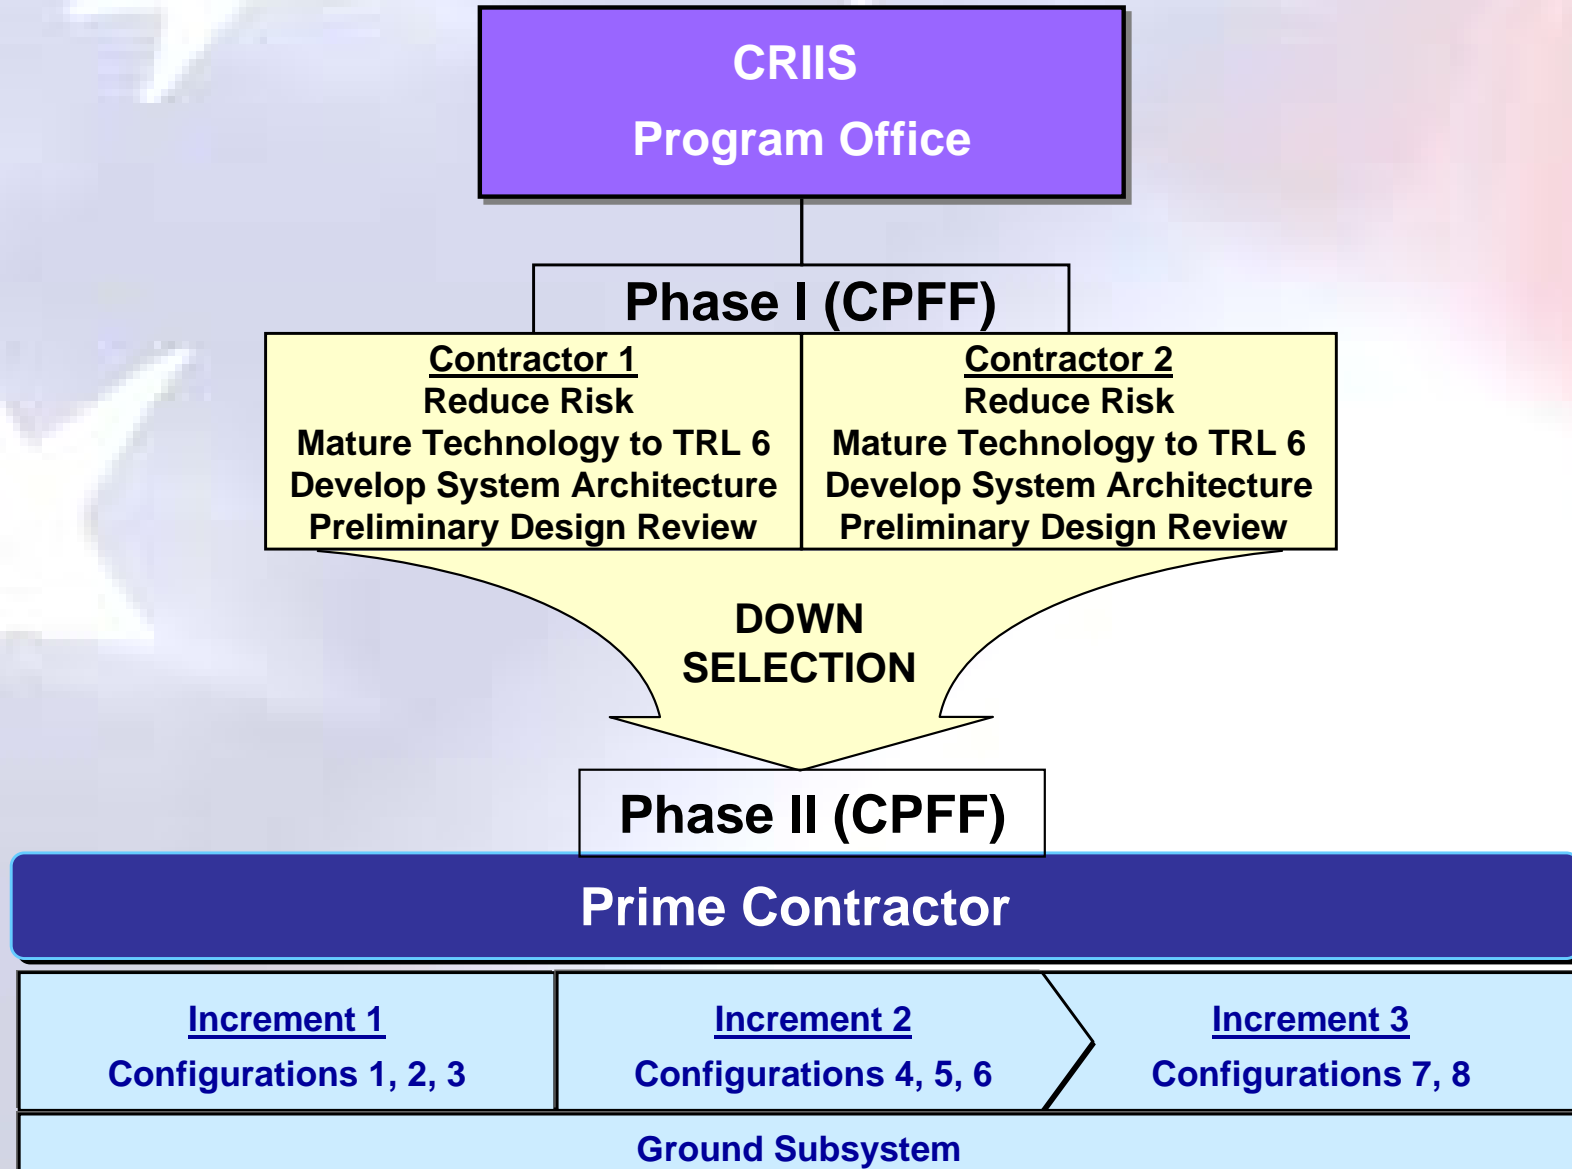 CRIIS
Program Office
Phase I (CPFF)
Contractor 1
Reduce Risk
Mature Technology to TRL 6
Develop System Architecture
Preliminary Design Review
Contractor 2
Reduce Risk
Mature Technology to TRL 6
Develop System Architecture
Preliminary Design Review
DOWN
SELECTION
Phase II (CPFF)
Prime Contractor
Increment 1
Configurations 1, 2, 3
Increment 2
Configurations 4, 5, 6
Increment 3
Configurations 7, 8
Ground Subsystem